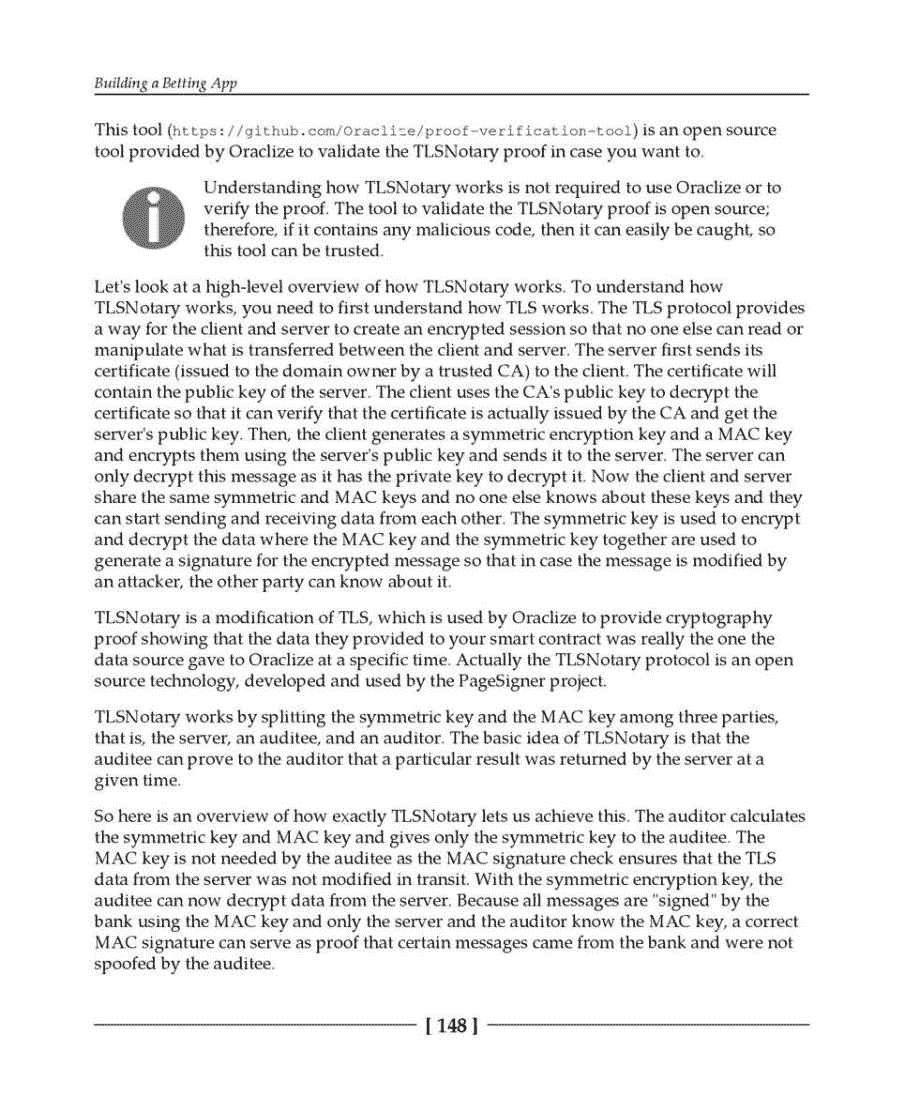 Building a Betting App
This tool (https://github.com/Oraclize/proof-verification-tool) is an open source
tool provided by Oraclize to validate the TLSNotary proof in case you want to.
Understanding how TLSNotary works is not required to use Oraclize or to
verify the proof. The tool to validate the TLSNotary proof is open source;
therefore, if it contains any malicious code, then it can easily be caught, so
this tool can be trusted.
Let's look at a high-level overview of how TLSNotary works. To understand how
TLSNotary works, you need to first understand how TLS works. The TLS protocol provides
a way for the client and server to create an encrypted session so that no one else can read or
manipulate what is transferred between the client and server. The server first sends its
certificate (issued to the domain owner by a trusted CA) to the client. The certificate will
contain the public key of the server. The client uses the CA's public key to decrypt the
certificate so that it can verify that the certificate is actually issued by the CA and get the
server's public key. Then, the client generates a symmetric encryption key and a MAC key
and encrypts them using the server's public key and sends it to the server. The server can
only decrypt this message as it has the private key to decrypt it. Now the client and server
share the same symmetric and MAC keys and no one else knows about these keys and they
can start sending and receiving data from each other. The symmetric key is used to encrypt
and decrypt the data where the MAC key and the symmetric key together are used to
generate a signature for the encrypted message so that in case the message is modified by
an attacker, the other party can know about it.
TLSNotary is a modification of TLS, which is used by Oraclize to provide cryptography
proof showing that the data they provided to your smart contract was really the one the
data source gave to Oraclize at a specific time. Actually the TLSNotary protocol is an open
source technology, developed and used by the PageSigner project.
TLSNotary works by splitting the symmetric key and the MAC key among three parties,
that is, the server, an auditee, and an auditor. The basic idea of TLSNotary is that the
auditee can prove to the auditor that a particular result was returned by the server at a
given time.
So here is an overview of how exactly TLSNotary lets us achieve this. The auditor calculates
the symmetric key and MAC key and gives only the symmetric key to the auditee. The
MAC key is not needed by the auditee as the MAC signature check ensures that the TLS
data from the server was not modified in transit. With the symmetric encryption key, the
auditee can now decrypt data from the server. Because all messages are "signed" by the
bank using the MAC key and only the server and the auditor know the MAC key, a correct
MAC signature can serve as proof that certain messages came from the bank and were not
spoofed by the auditee.
[ 148 ]